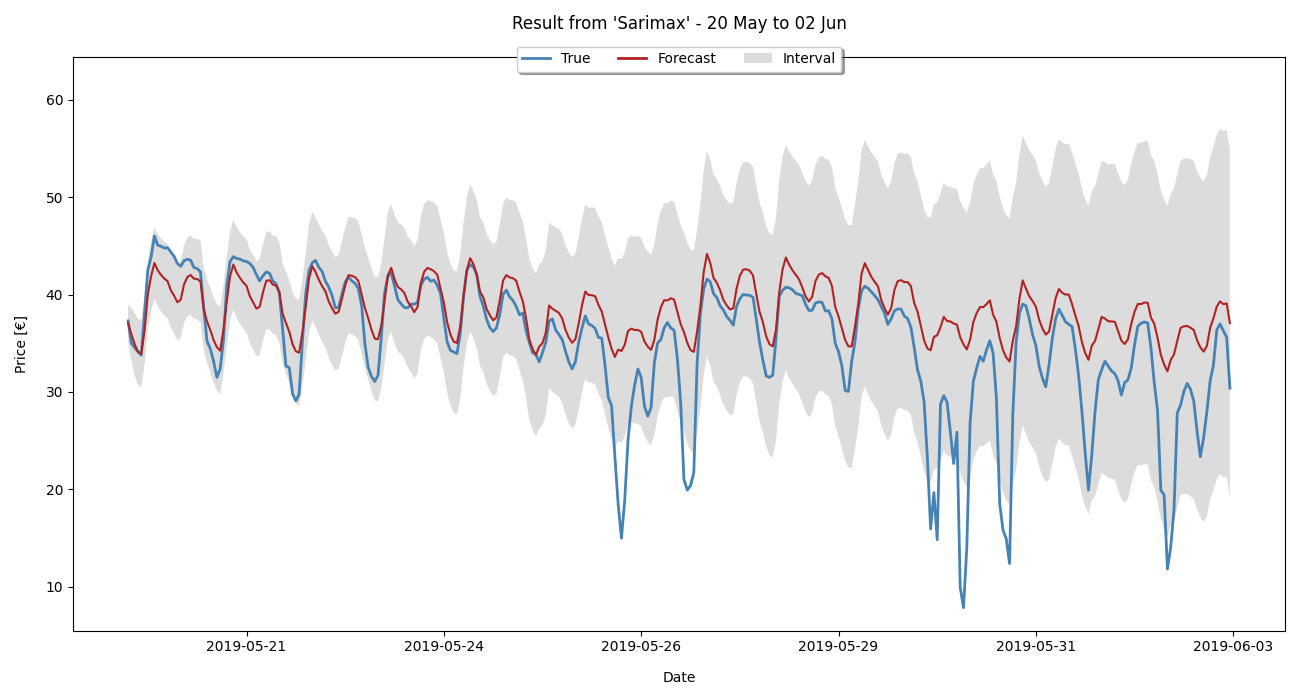 Result from 'Sarimax' - 20 May to 02 Jun
True Forecast Interval
Price [€]
60
50
40
30
20
10
2019-05-21 2019-05-24 2019-05-26 2019-05-29 2019-05-31 2019-06-03
Date